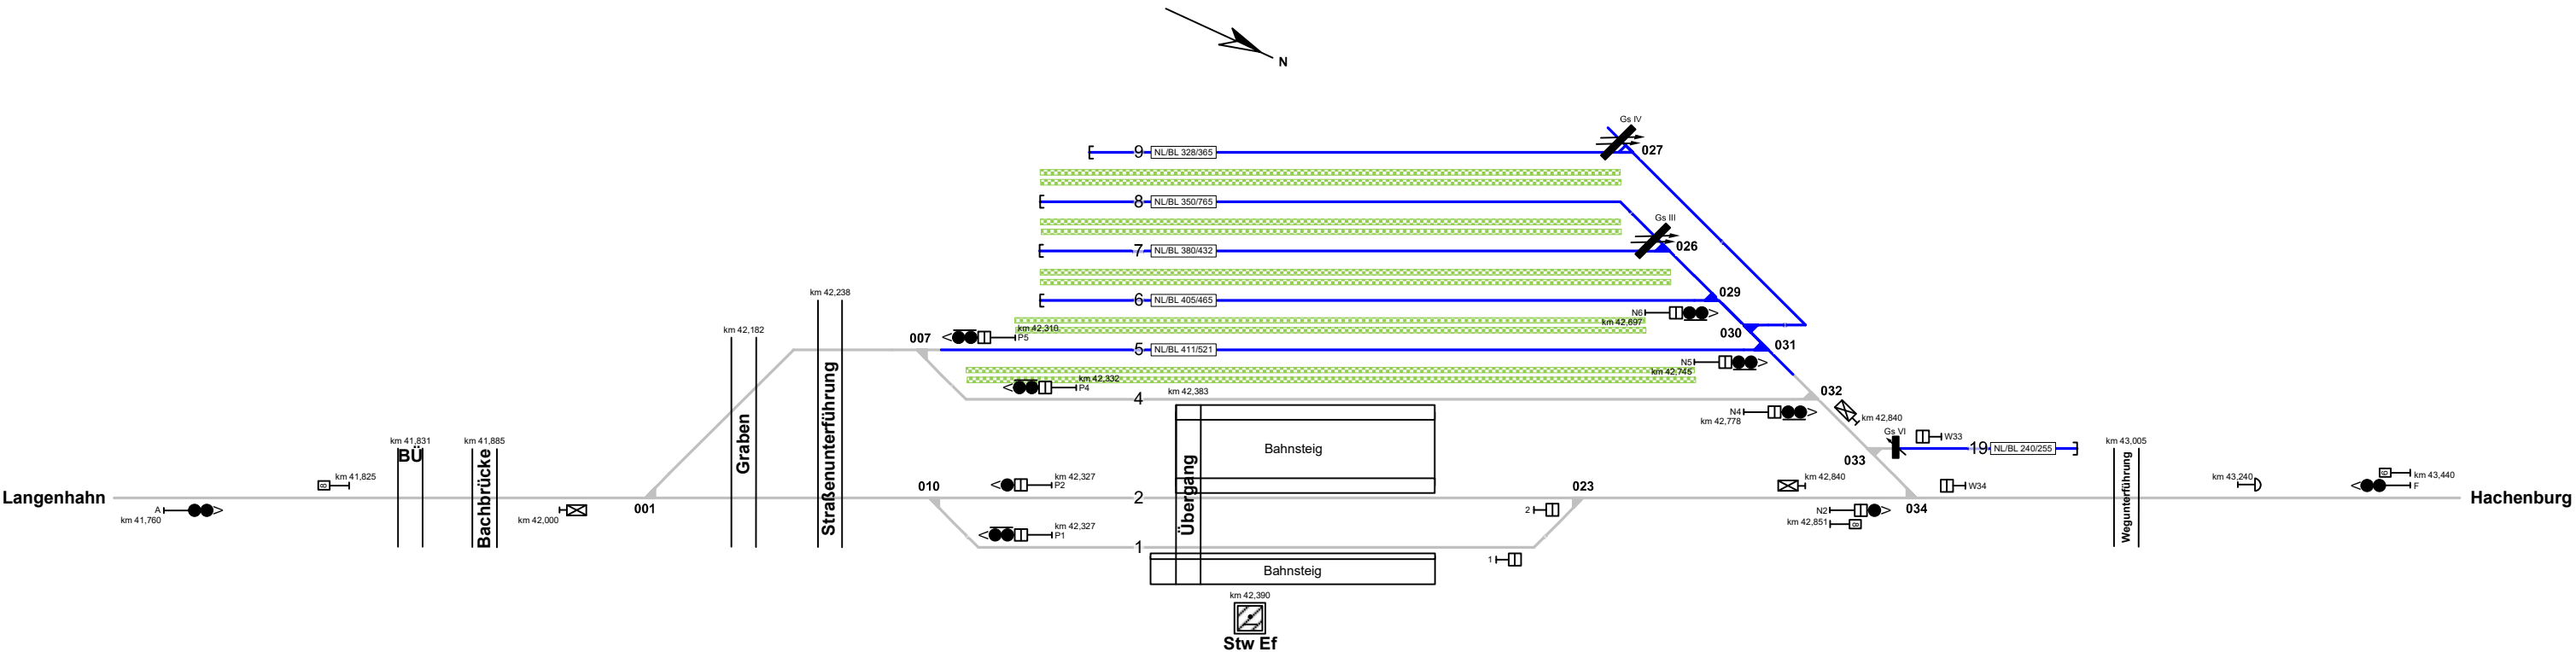 N
Gs IV
9 NL/BL 328/365
027
8 NL/BL 350/765
Gs III
7 NL/BL 380/432
026
km 42,238
6 NL/BL 405/465
029
N6
km 42,697
km 42,182
km 42,310
P5
007
030
5 NL/BL 411/521
031
N5
km 42,745
km 42,332
P4
km 42,383
4
032
N4
km 42,778
km 42,840
Gs VI
W33
19 NL/BL 240/255
033
km 43,005
km 41,831
BÜ
km 41,885
Bachbrücke
Graben
Straßenunterführung
Übergang
Bahnsteig
Wegunterführung
8
km 41,825
010
km 42,327
P2
023
km 42,840
W34
km 43,240
km 43,440
F
Langenhahn
2
Hachenburg
A
km 41,760
km 42,000
001
2
N2
km 42,851
8
034
km 42,327
P1
1
1
Bahnsteig
km 42,390
Stw Ef